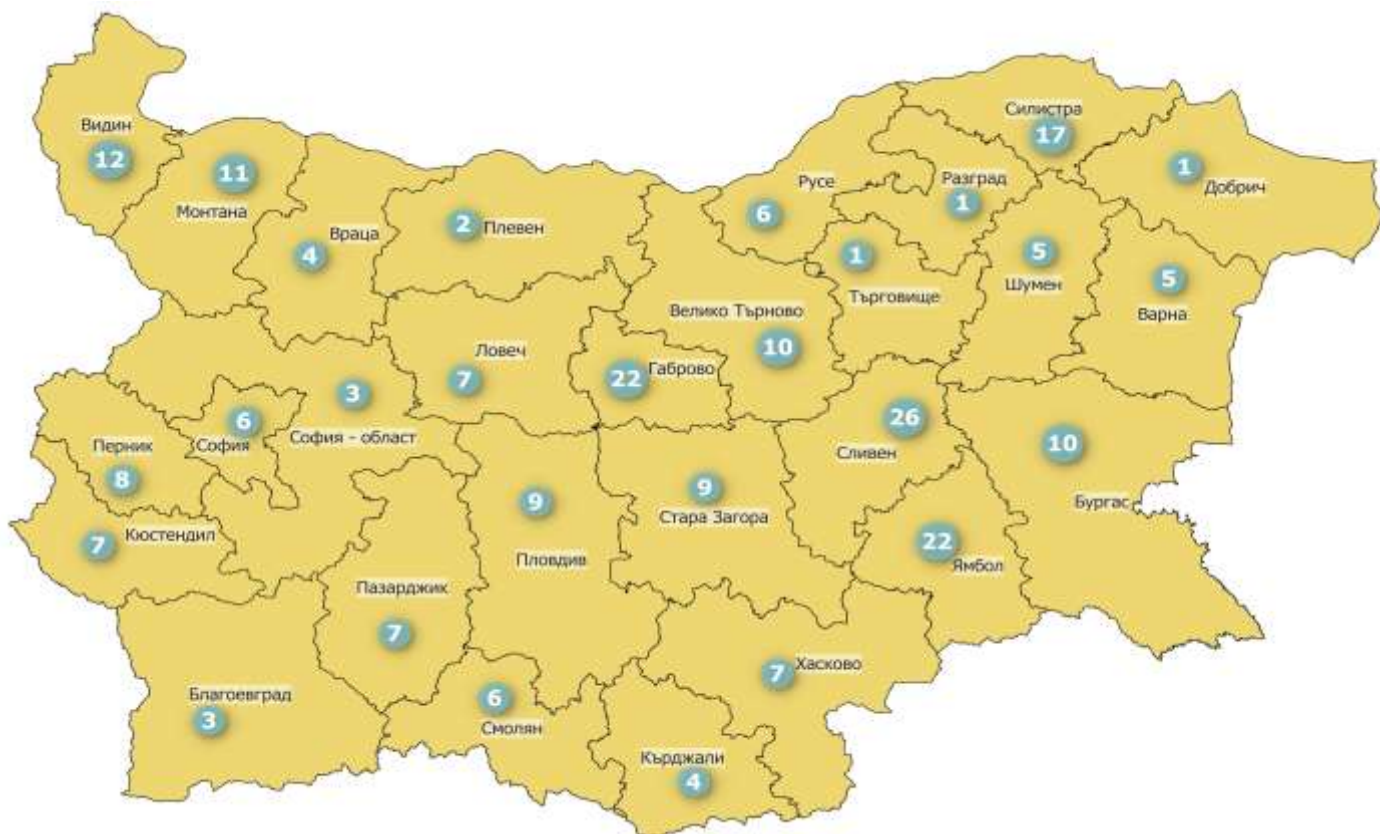 Видин
12
11
Монтана
Враца
4
2
Плевен
Русе
6
Силистра
17
Разград
1
1
Добрич
1
Търговище
5
Шумен
5
Варна
Велико Търново
10
Ловеч
7
22
Габрово
3
София – област
6
София
Перник
8
7
Кюстендил
9
Пловдив
9
Стара Загора
26
Сливен
10
Бургас
22
Ямбол
Пазарджик
7
Благоевград
3
6
Смолян
7
Хасково
Кърджали
4